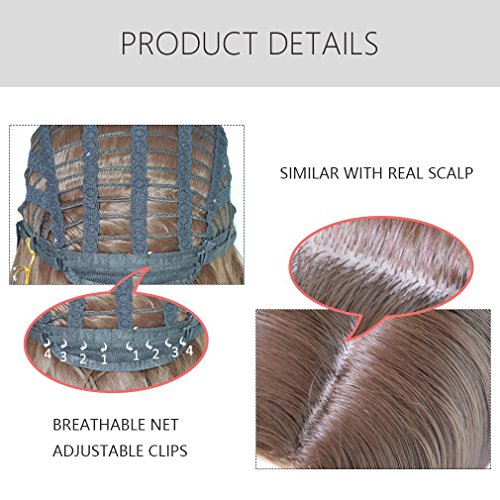 PRODUCT DETAILS
SIMILAR WITH REAL SCALP
4 3 2 1 1 2 3 4
BREATHABLE NET
ADJUSTABLE CLIPS